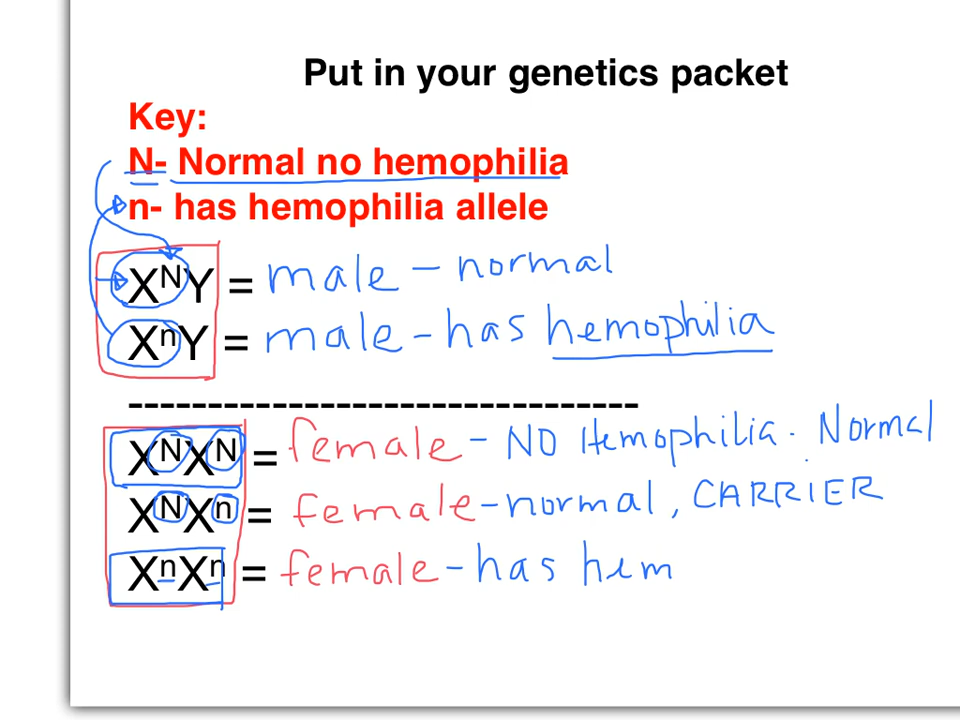 Put in your genetics packet
Key:
N- Normal no hemophilia
n- has hemophilia allele
XᴺY = male - normal
XⁿY = male - has hemophilia
--------------------------------
XᴺXᴺ = female - NO Hemophilia. Normal
XᴺXⁿ = female - normal, CARRIER
XⁿXⁿ = female - has hem